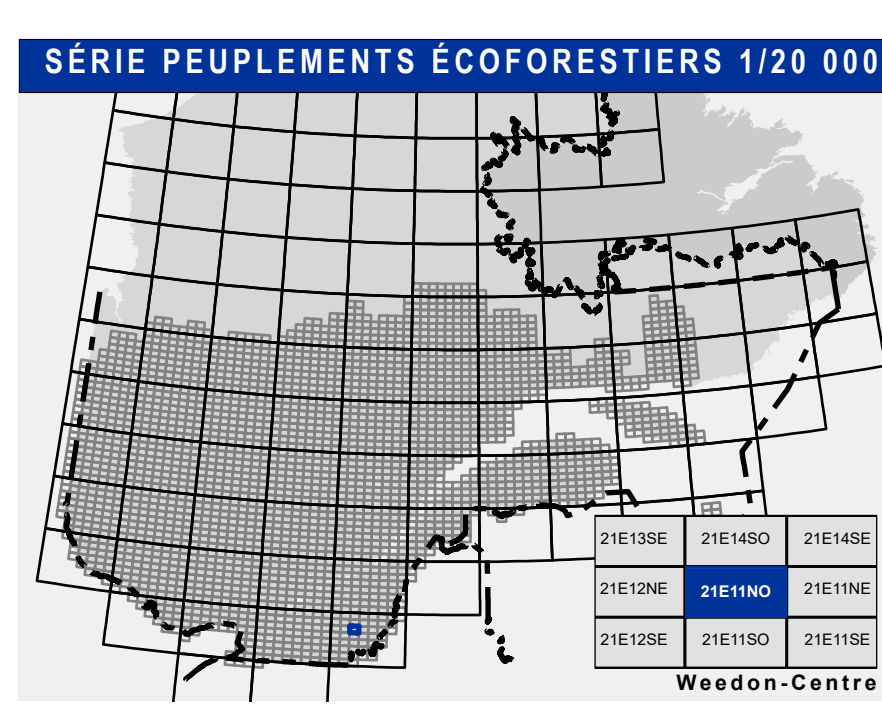 SÉRIE PEUPLEMENTS ÉCOFORESTIERS 1/20 000
21E13SE 21E14SO 21E14SE
21E12NE 21E11NO 21E11NE
21E12SE 21E11SO 21E11SE
Weedon-Centre